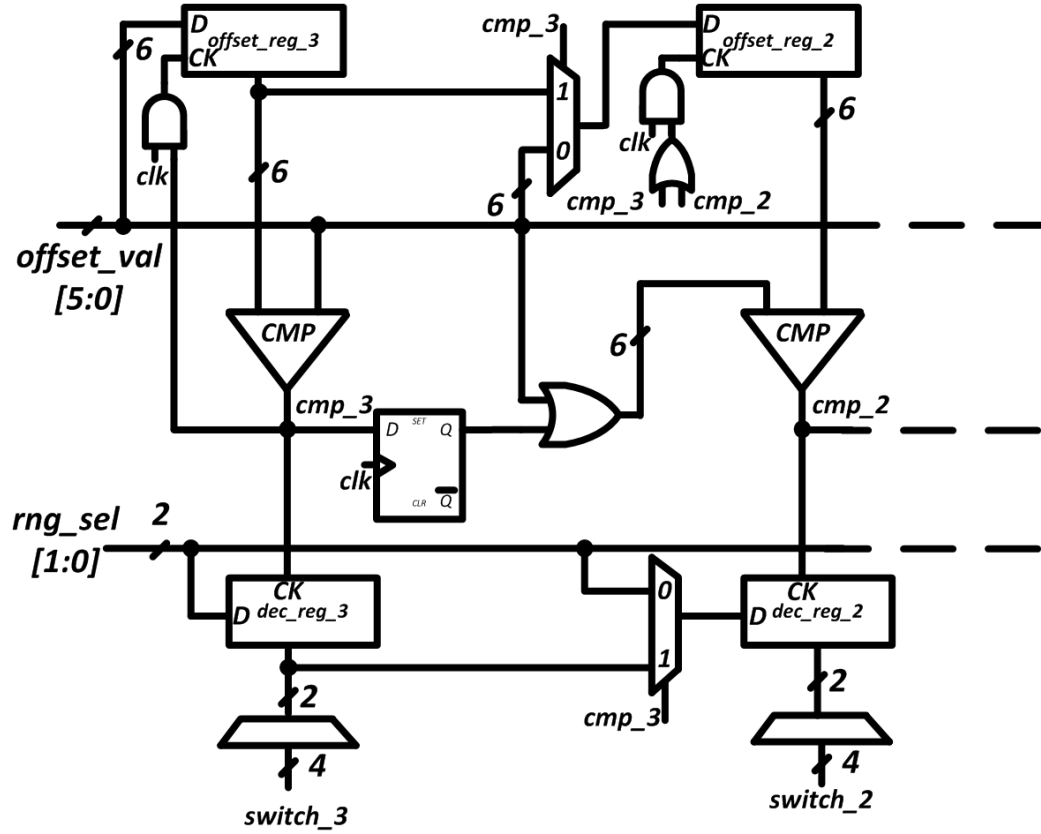 D
offset_reg_3
CK
6
clk
6
cmp_3
1
0
6
D
offset_reg_2
CK
clk
cmp_3
cmp_2
6
offset_val
[5:0]
CMP
6
CMP
cmp_3
cmp_2
D
SET
Q
clk
CLR
Q
rng_sel
[1:0]
2
CK
D
dec_reg_3
0
1
cmp_3
CK
D
dec_reg_2
2
2
4
4
switch_3
switch_2